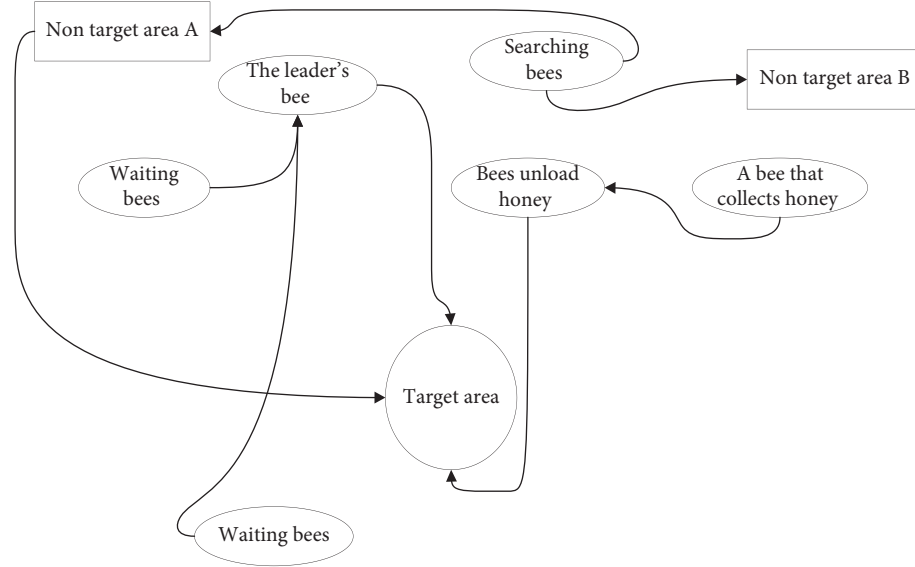 Non target area A
Searching
bees
The leader's
bee
Non target area B
Waiting
bees
Bees unload
honey
A bee that
collects honey
Target area
Waiting bees